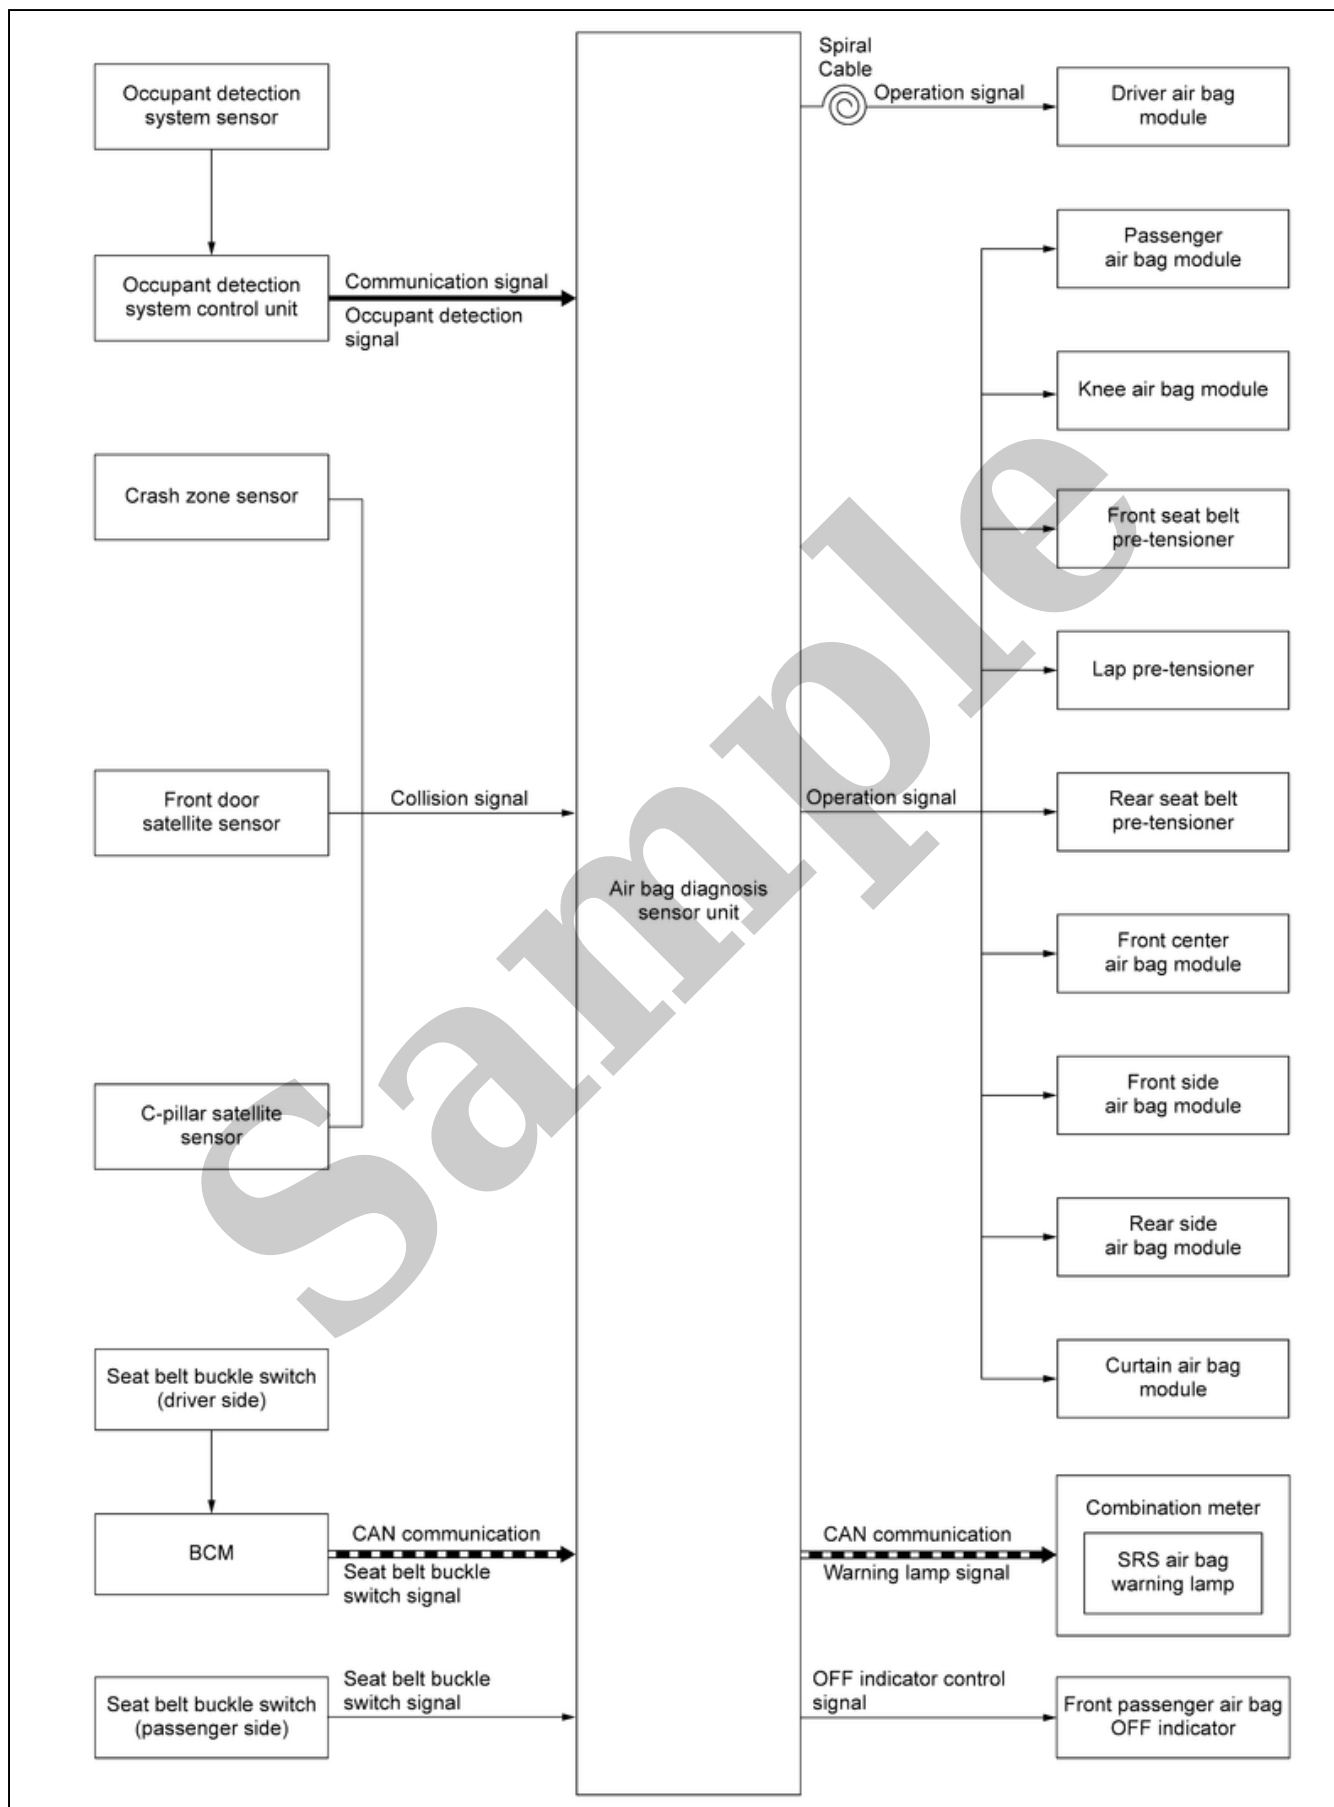 Occupant detection
system sensor
Occupant detection
system control unit
Communication signal
Occupant detection
signal
Crash zone sensor
Front door
satellite sensor
Collision signal
C-pillar satellite
sensor
Seat belt buckle switch
(driver side)
BCM
CAN communication
Seat belt buckle
switch signal
Seat belt buckle switch
(passenger side)
Seat belt buckle
switch signal
Air bag diagnosis
sensor unit
Spiral
Cable
Operation signal
Driver air bag
module
Passenger
air bag module
Knee air bag module
Front seat belt
pre-tensioner
Lap pre-tensioner
Operation signal
Rear seat belt
pre-tensioner
Front center
air bag module
Front side
air bag module
Rear side
air bag module
Curtain air bag
module
CAN communication
Warning lamp signal
Combination meter
SRS air bag
warning lamp
OFF indicator control
signal
Front passenger air bag
OFF indicator
Sample